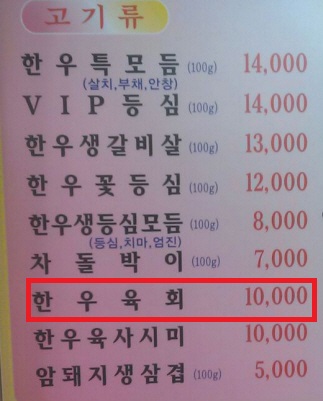 고기류
한우특모듬 (100g) 14,000
(살치,부채,안창)
VIP등심 (100g) 14,000
한우생갈비살 (100g) 13,000
한우꽃등심 (100g) 12,000
한우생등심모듬 (100g) 8,000
(등심,치마,엄진)
차돌박이 (100g) 7,000
한우육회 10,000
한우육사시미 10,000
암돼지생삼겹 (100g) 5,000